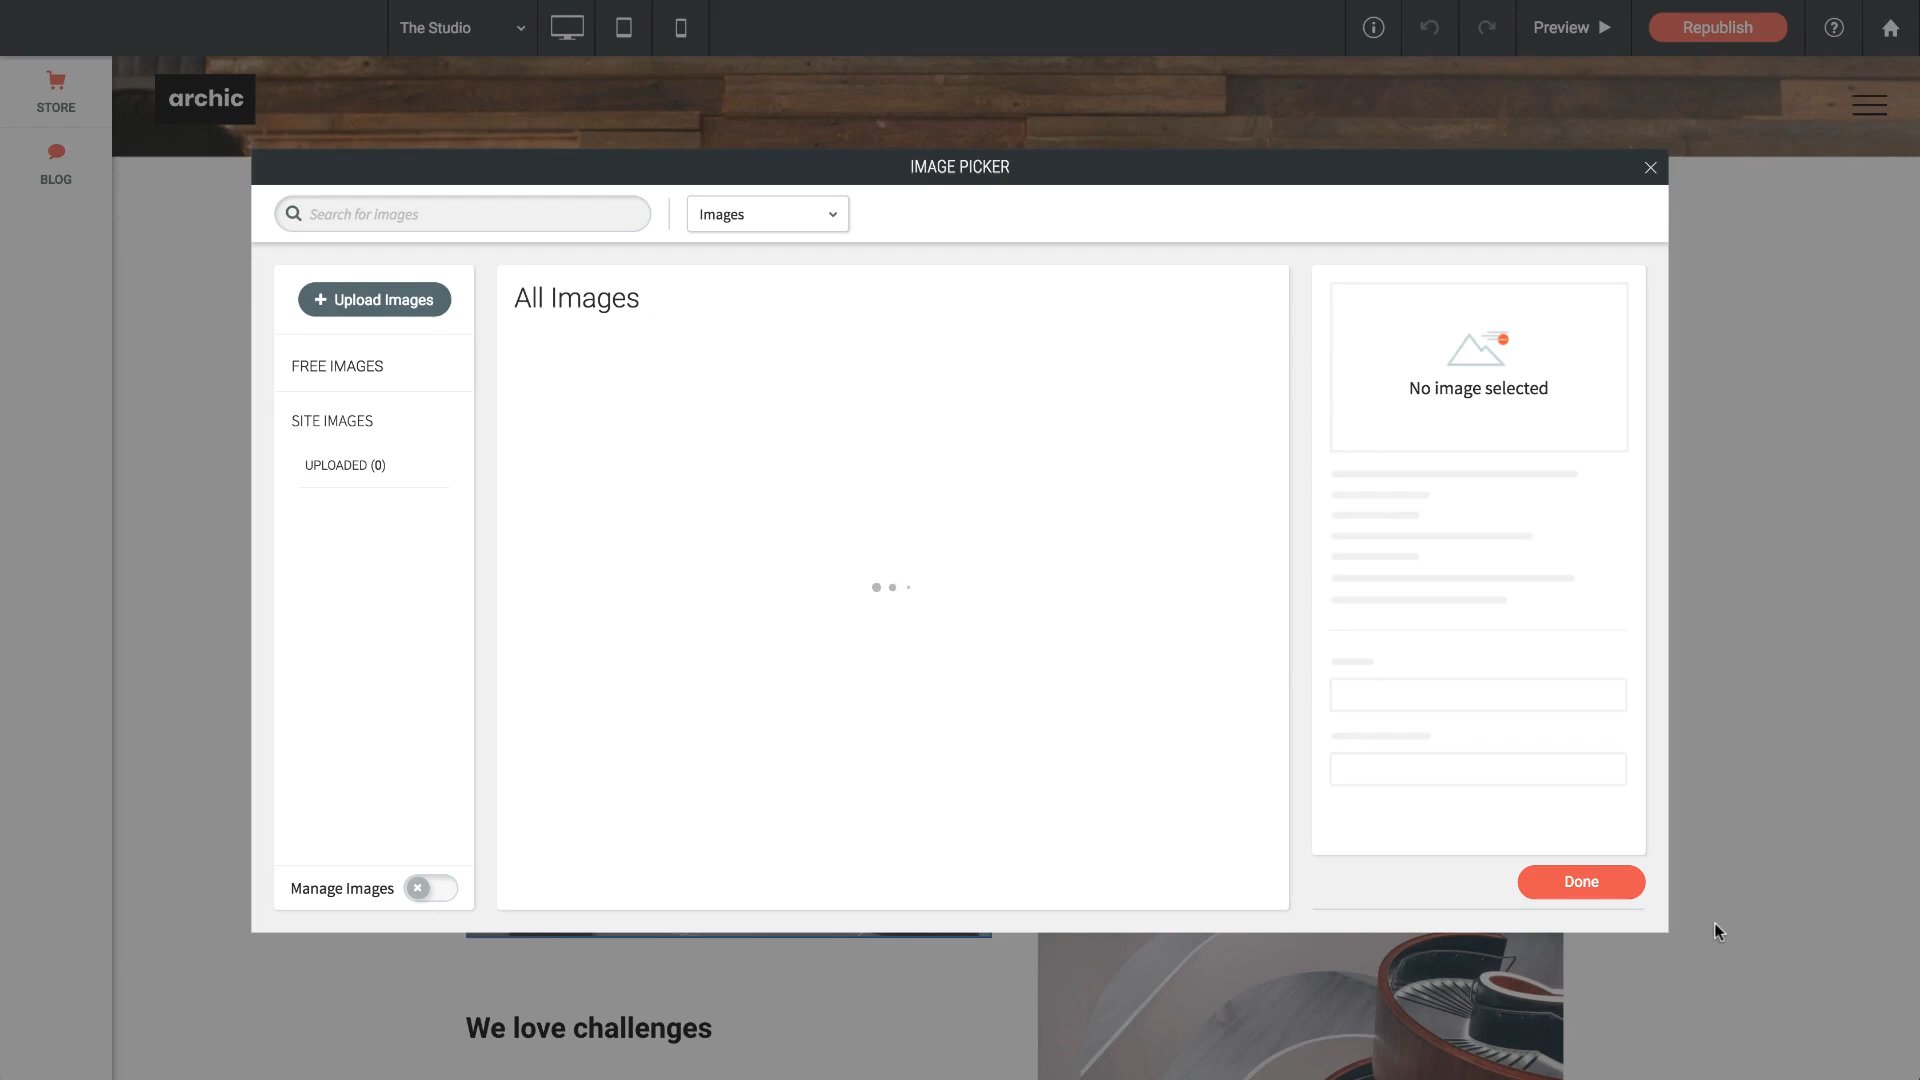 The Studio
Preview
Republish
STORE
archic
BLOG
IMAGE PICKER
Search for images
Images
Upload Images
All Images
FREE IMAGES
No image selected
SITE IMAGES
UPLOADED (0)
Manage Images
Done
We love challenges